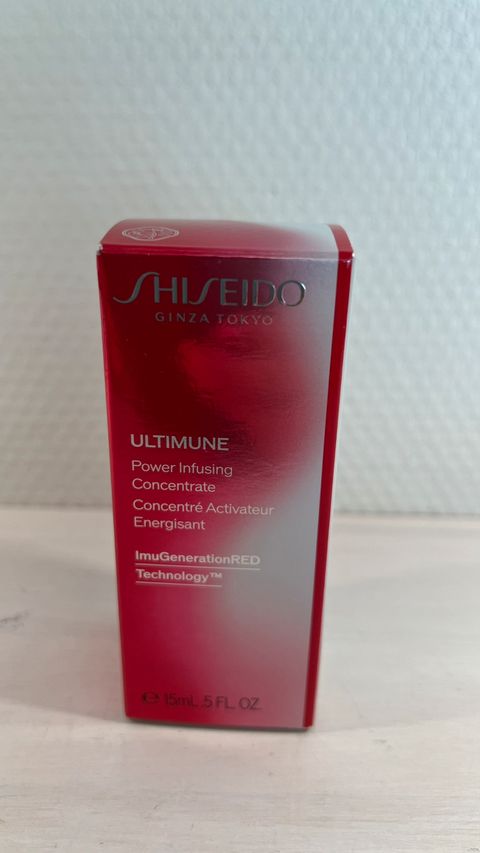 SHISEIDO
GINZA TOKYO
ULTIMUNE
Power Infusing
Concentrate
Concentré Activateur
Energisant
ImuGenerationRED
Technology™
℮ 15mL .5 FL. OZ.